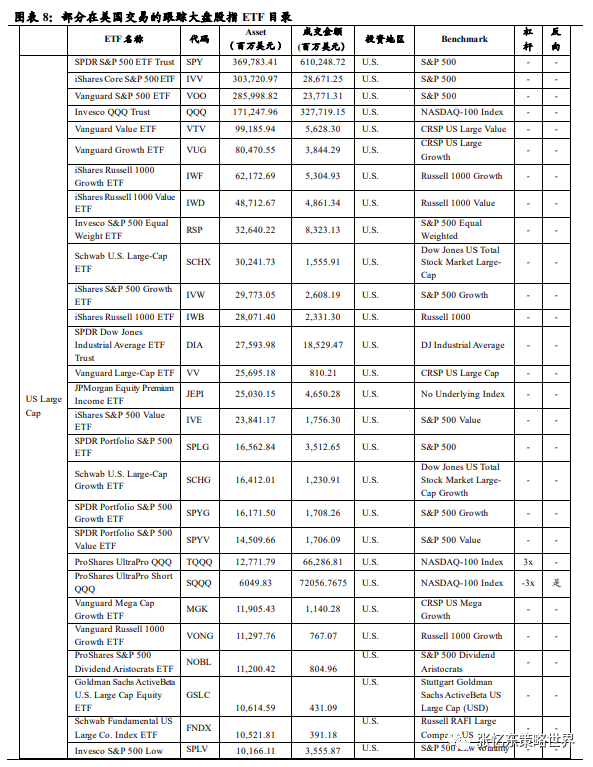 图表 8：部分在美国交易的跟踪大盘股指 ETF 目录
ETF 名称 代码 Asset （百万美元） 成交金额 (百万美元) 投资地区 Benchmark 杠杆 反向
US Large Cap
SPDR S&P 500 ETF Trust SPY 369,783.41 610,248.72 U.S. S&P 500 - -
iShares Core S&P 500 ETF IVV 303,720.97 28,671.25 U.S. S&P 500 - -
Vanguard S&P 500 ETF VOO 285,998.82 23,771.31 U.S. S&P 500 - -
Invesco QQQ Trust QQQ 171,247.96 327,719.15 U.S. NASDAQ-100 Index - -
Vanguard Value ETF VTV 99,185.94 5,628.30 U.S. CRSP US Large Value - -
Vanguard Growth ETF VUG 80,470.55 3,844.29 U.S. CRSP US Large Growth - -
iShares Russell 1000 Growth ETF IWF 62,172.69 5,304.93 U.S. Russell 1000 Growth - -
iShares Russell 1000 Value ETF IWD 48,712.67 4,861.34 U.S. Russell 1000 Value - -
Invesco S&P 500 Equal Weight ETF RSP 32,640.22 8,323.13 U.S. S&P 500 Equal Weighted - -
Schwab U.S. Large-Cap ETF SCHX 30,241.73 1,555.91 U.S. Dow Jones US Total Stock Market Large-Cap - -
iShares S&P 500 Growth ETF IVW 29,773.05 2,608.19 U.S. S&P 500 Growth - -
iShares Russell 1000 ETF IWB 28,071.40 2,331.30 U.S. Russell 1000 - -
SPDR Dow Jones Industrial Average ETF Trust DIA 27,593.98 18,529.47 U.S. DJ Industrial Average - -
Vanguard Large-Cap ETF VV 25,695.18 810.21 U.S. CRSP US Large Cap - -
JPMorgan Equity Premium Income ETF JEPI 25,030.15 4,650.28 U.S. No Underlying Index - -
iShares S&P 500 Value ETF IVE 23,841.17 1,756.30 U.S. S&P 500 Value - -
SPDR Portfolio S&P 500 ETF SPLG 16,562.84 3,512.65 U.S. S&P 500 - -
Schwab U.S. Large-Cap Growth ETF SCHG 16,412.01 1,230.91 U.S. Dow Jones US Total Stock Market Large-Cap Growth - -
SPDR Portfolio S&P 500 Growth ETF SPYG 16,171.50 1,708.26 U.S. S&P 500 Growth - -
SPDR Portfolio S&P 500 Value ETF SPYV 14,509.66 1,706.09 U.S. S&P 500 Value - -
ProShares UltraPro QQQ TQQQ 12,771.79 66,286.81 U.S. NASDAQ-100 Index 3x -
ProShares UltraPro Short QQQ SQQQ 6049.83 72056.7675 U.S. NASDAQ-100 Index -3x 是
Vanguard Mega Cap Growth ETF MGK 11,905.43 1,140.28 U.S. CRSP US Mega Growth - -
Vanguard Russell 1000 Growth ETF VONG 11,297.76 767.07 U.S. Russell 1000 Growth - -
ProShares S&P 500 Dividend Aristocrats ETF NOBL 11,200.42 804.96 U.S. S&P 500 Dividend Aristocrats - -
Goldman Sachs ActiveBeta U.S. Large Cap Equity ETF GSLC 10,614.59 431.09 U.S. Stuttgart Goldman Sachs ActiveBeta US Large Cap (USD) - -
Schwab Fundamental US Large Co. Index ETF FNDX 10,521.81 391.18 U.S. Russell RAFI Large Company US - -
Invesco S&P 500 Low SPLV 10,166.11 3,555.87 U.S. S&P 500 Low Volatility - -
张亿东策略世界